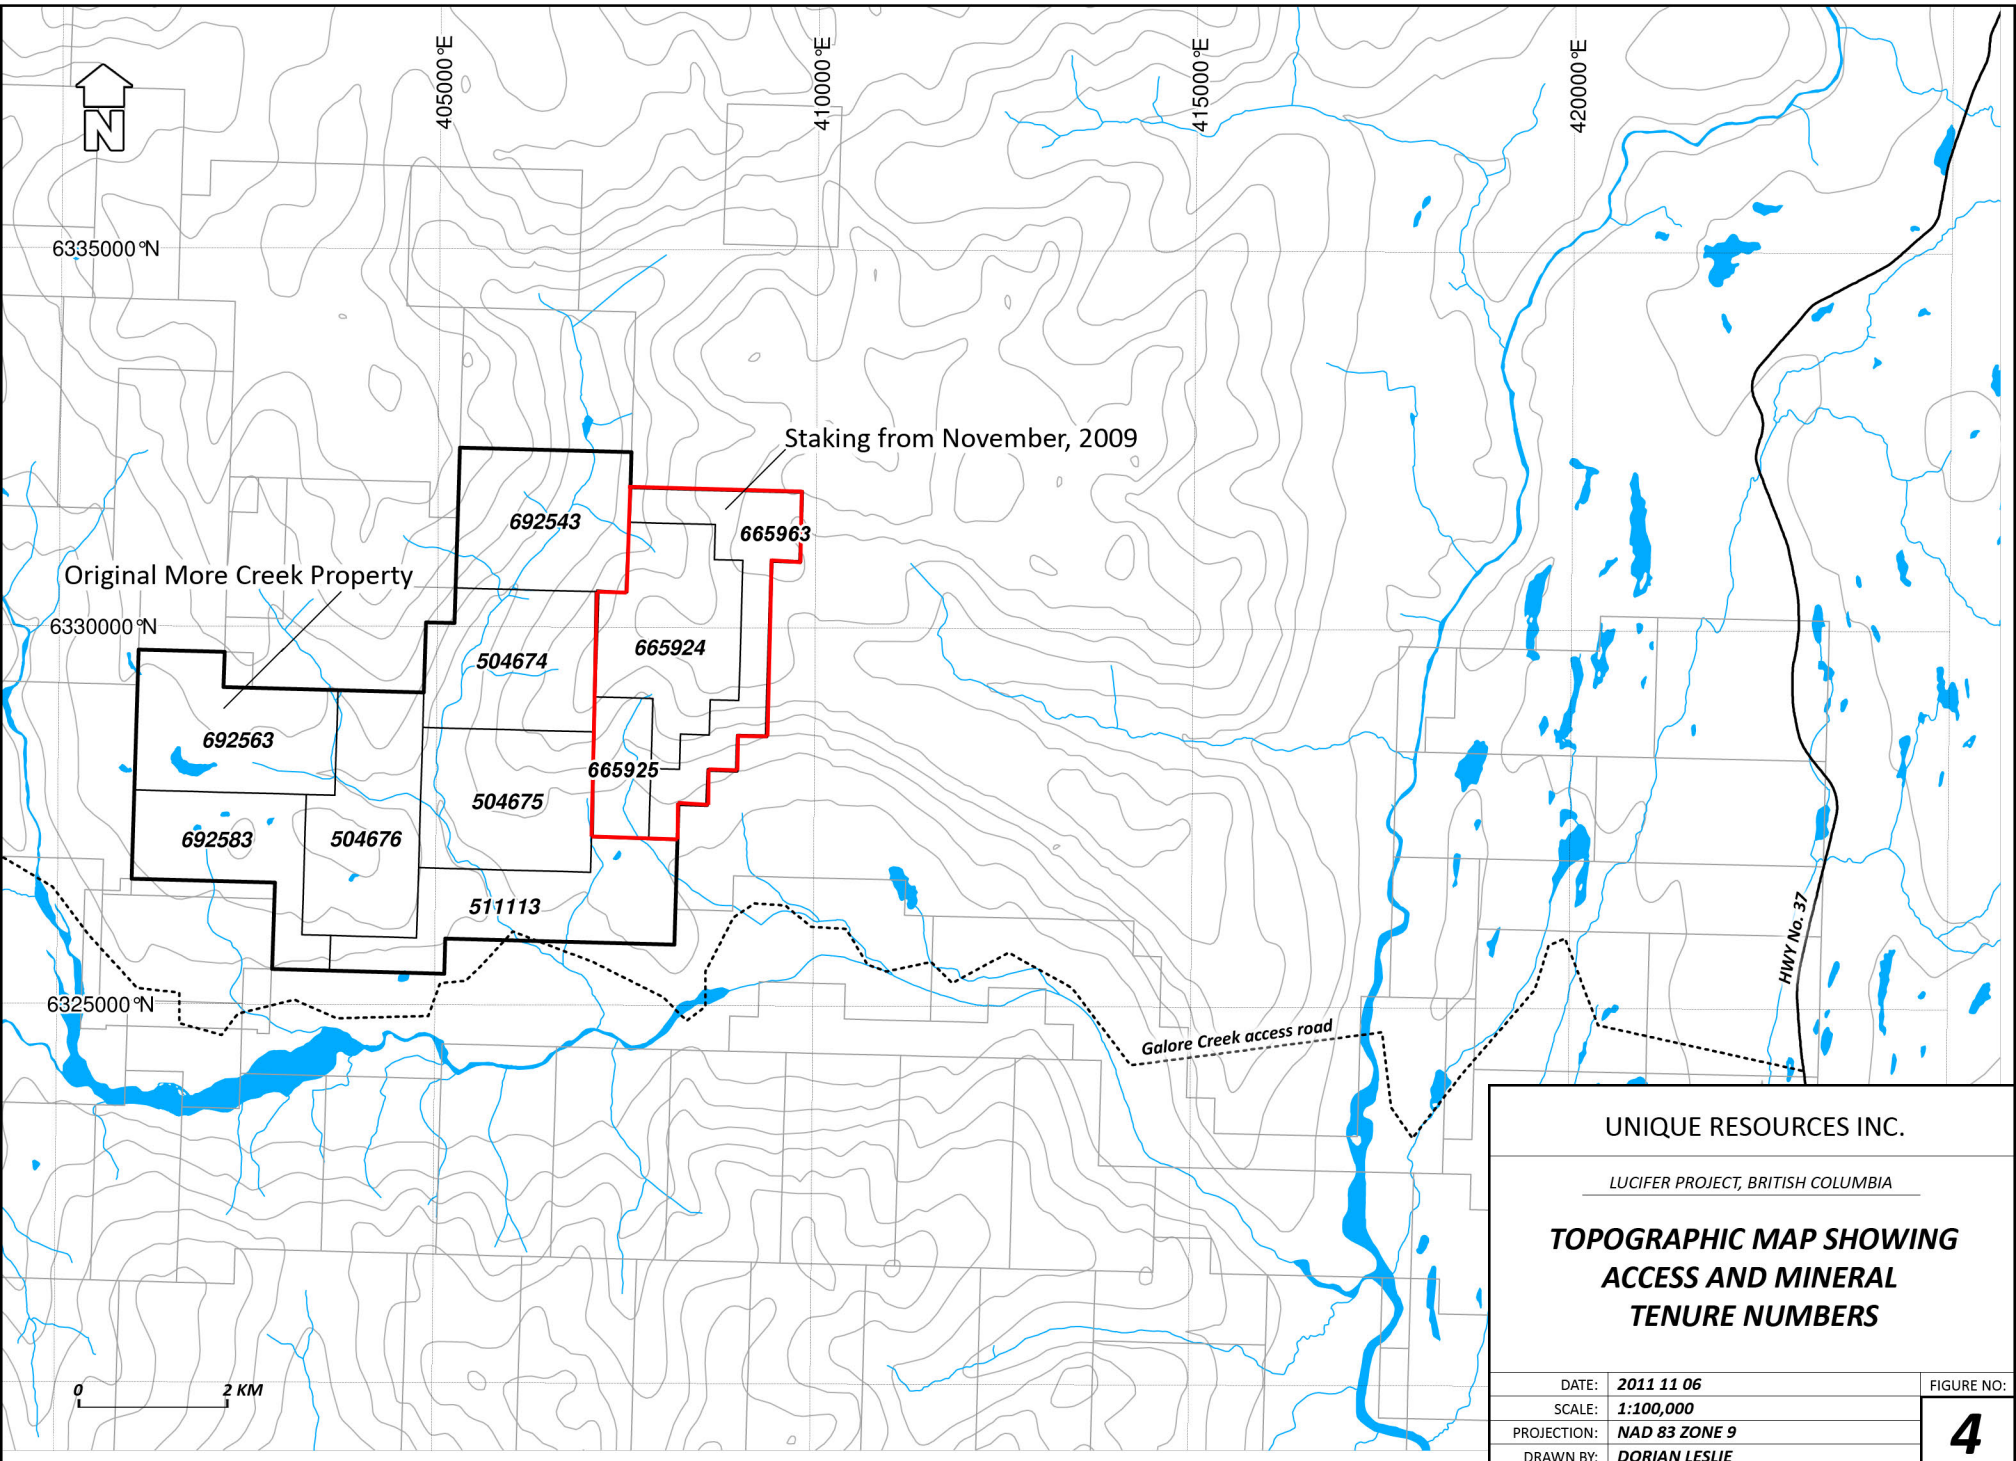 405000°E
410000°E
415000°E
420000°E
N
6335000°N
Staking from November, 2009
692543
665963
Original More Creek Property
6330000°N
504674
665924
692563
665925
504675
692583
504676
511113
HWY No. 37
6325000°N
Galore Creek access road
0 2 KM
UNIQUE RESOURCES INC.
LUCIFER PROJECT, BRITISH COLUMBIA
TOPOGRAPHIC MAP SHOWING
ACCESS AND MINERAL
TENURE NUMBERS
DATE: 2011 11 06
FIGURE NO:
SCALE: 1:100,000
PROJECTION: NAD 83 ZONE 9
4
DRAWN BY: DORIAN LESLIE